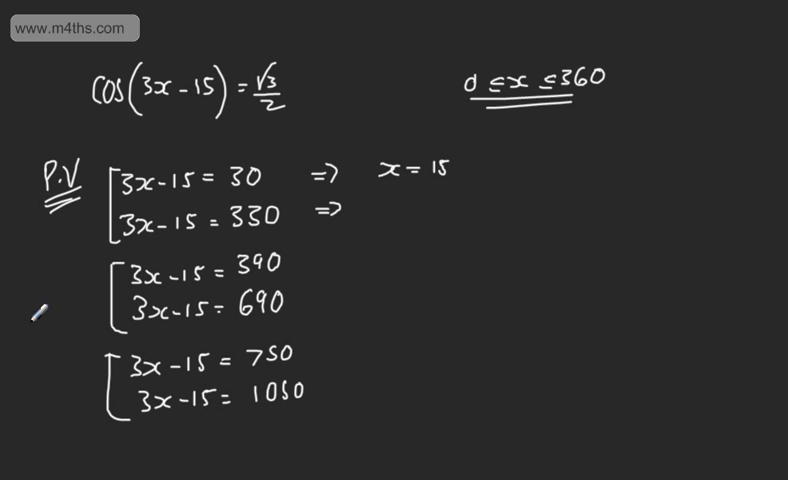 www.m4ths.com
cos(3x-15) = √3/2
0 ≤ x ≤ 360
P.V
3x-15 = 30 => x = 15
3x-15 = 330 =>
3x-15 = 390
3x-15 = 690
3x-15 = 750
3x-15 = 1050